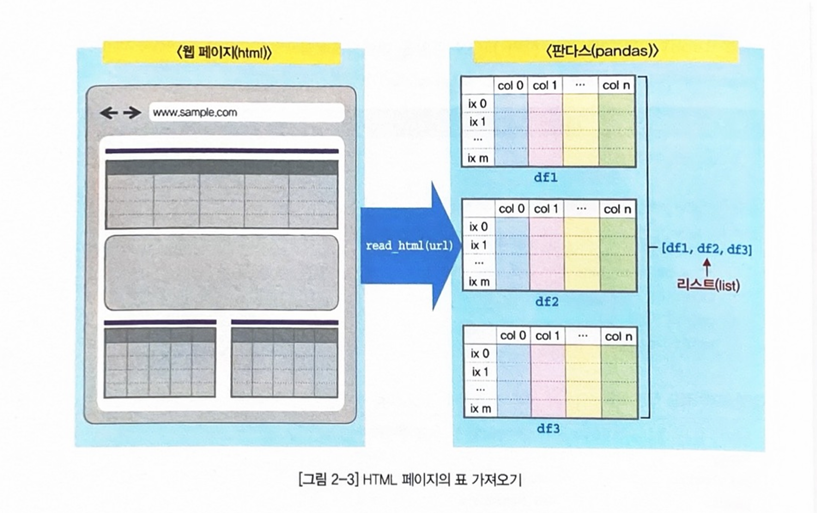 <웹 페이지(html)>
www.sample.com
read_html(url)
<판다스(pandas)>
col 0 col 1 ··· col n
ix 0
ix 1
···
ix m
df1
col 0 col 1 ··· col n
ix 0
ix 1
···
ix m
df2
col 0 col 1 ··· col n
ix 0
ix 1
···
ix m
df3
[df1, df2, df3]
리스트(list)
[그림 2-3] HTML 페이지의 표 가져오기